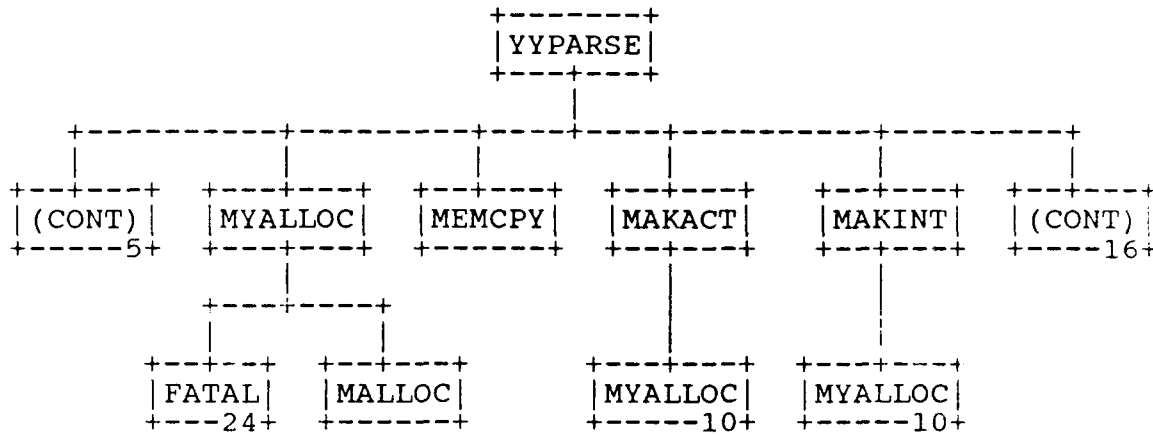 YYPARSE
(CONT) MYALLOC MEMCPY MAKACT MAKINT (CONT)
5 16
FATAL MALLOC MYALLOC MYALLOC
24 10 10